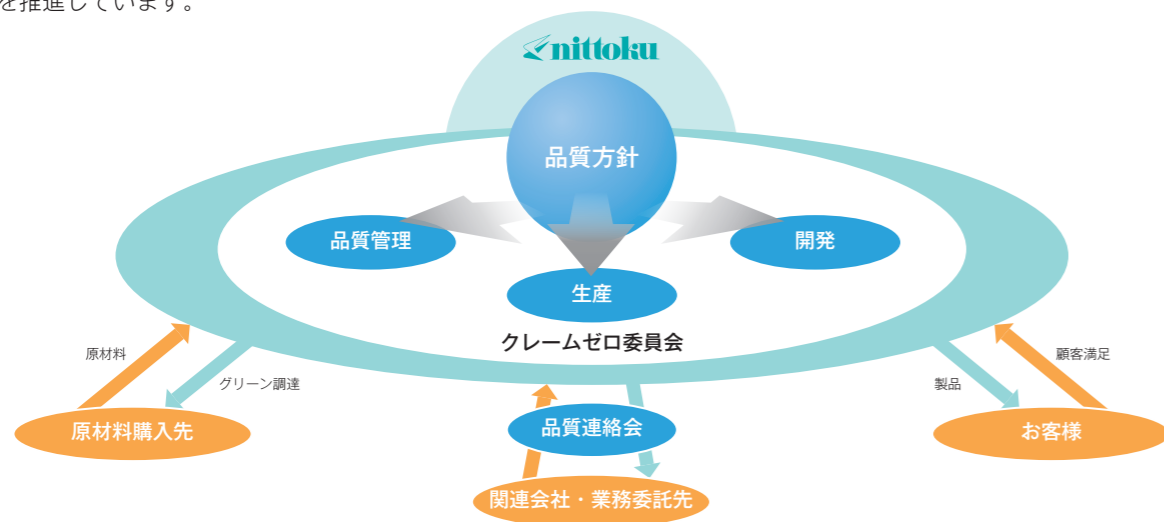 を推進しています。
nittoku
品質方針
品質管理
開発
生産
クレームゼロ委員会
原材料
グリーン調達
製品
顧客満足
原材料購入先
品質連絡会
お客様
関連会社・業務委託先